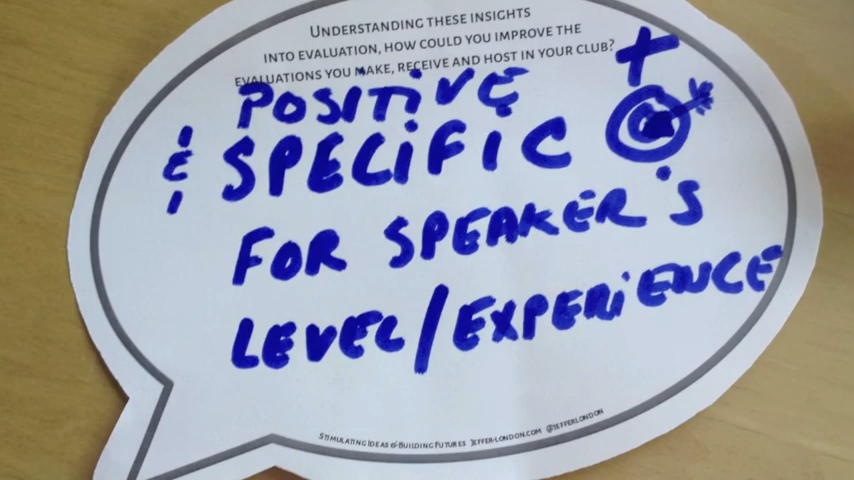 UNDERSTANDING THESE INSIGHTS
INTO EVALUATION, HOW COULD YOU IMPROVE THE
EVALUATIONS YOU MAKE, RECEIVE AND HOST IN YOUR CLUB?
POSITIVE +
& SPECIFIC
FOR SPEAKER'S
LEVEL/EXPERIENCE
STIMULATING IDEAS & BUILDING FUTURES JEFFER-LONDON.COM @JEFFERLONDON